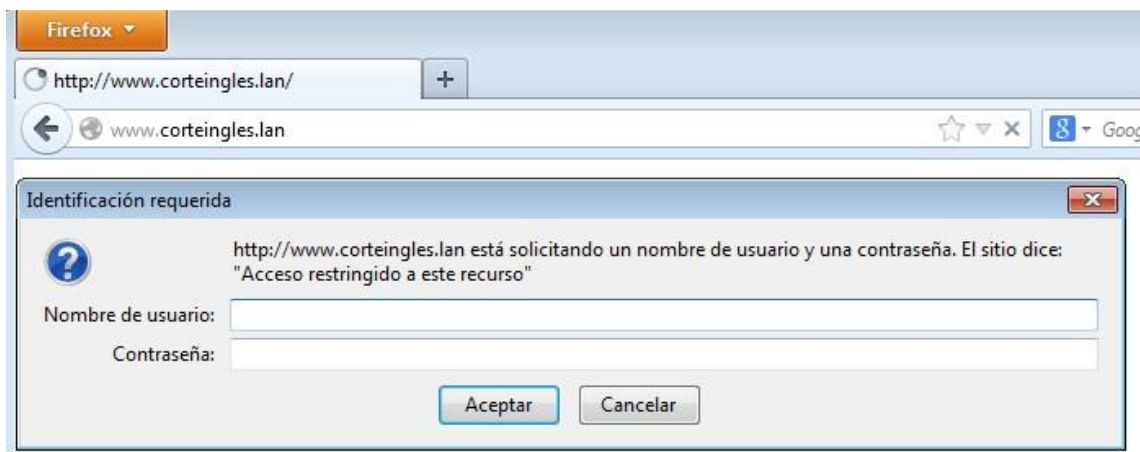 Firefox
http://www.corteingles.lan/
www.corteingles.lan
Identificación requerida
http://www.corteingles.lan está solicitando un nombre de usuario y una contraseña. El sitio dice:
"Acceso restringido a este recurso"
Nombre de usuario:
Contraseña:
Aceptar Cancelar